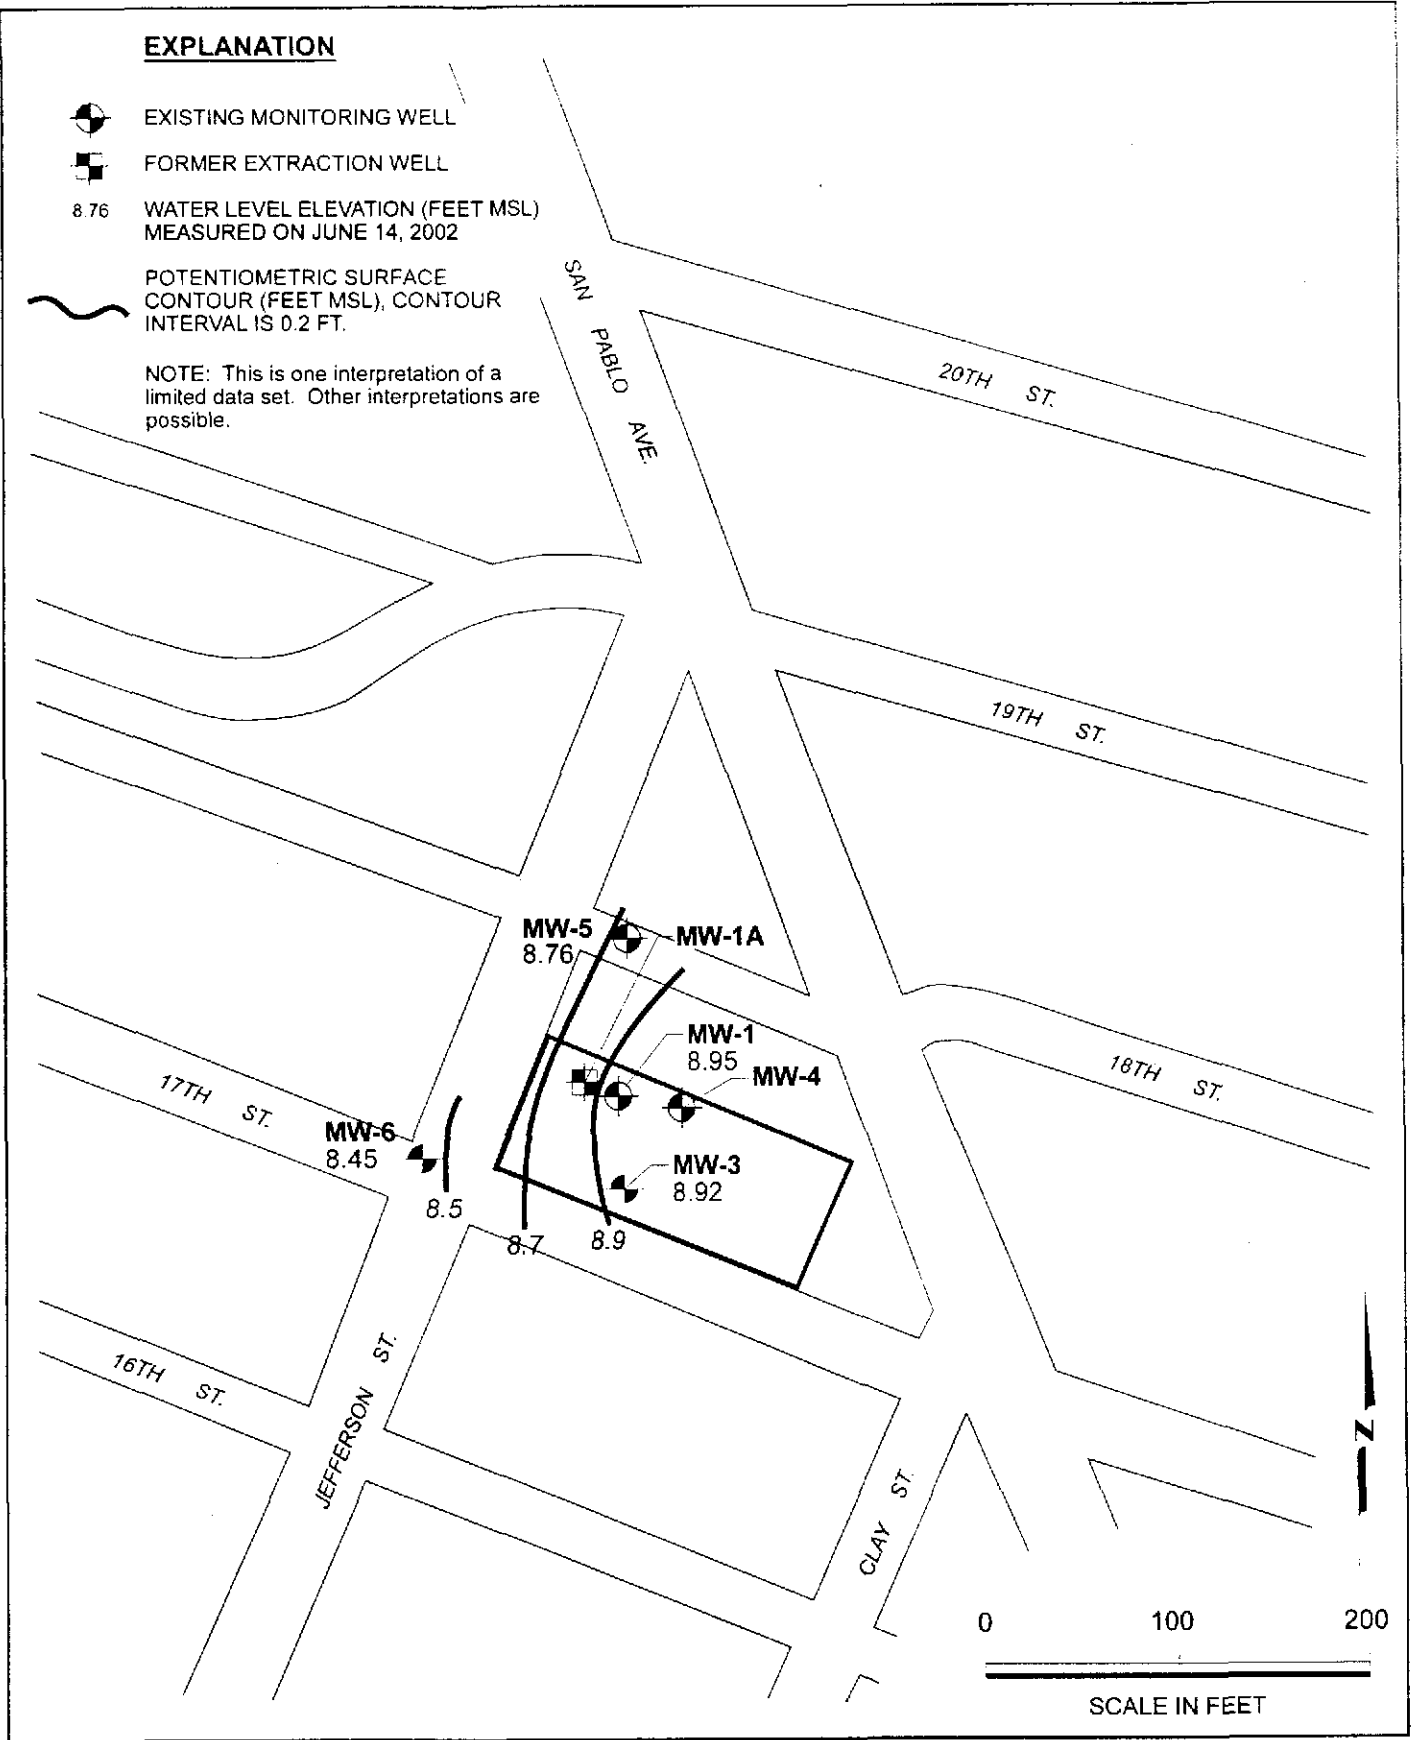 EXPLANATION
EXISTING MONITORING WELL
FORMER EXTRACTION WELL
8.76 WATER LEVEL ELEVATION (FEET MSL)
MEASURED ON JUNE 14, 2002
POTENTIOMETRIC SURFACE
CONTOUR (FEET MSL), CONTOUR
INTERVAL IS 0.2 FT.
NOTE: This is one interpretation of a
limited data set. Other interpretations are
possible.
SAN PABLO AVE.
20TH ST.
19TH ST.
MW-5
8.76
MW-1A
MW-1
8.95
MW-4
18TH ST.
17TH ST.
MW-6
8.45
MW-3
8.92
8.5
8.7
8.9
16TH ST.
JEFFERSON ST.
CLAY ST.
N
0 100 200
SCALE IN FEET